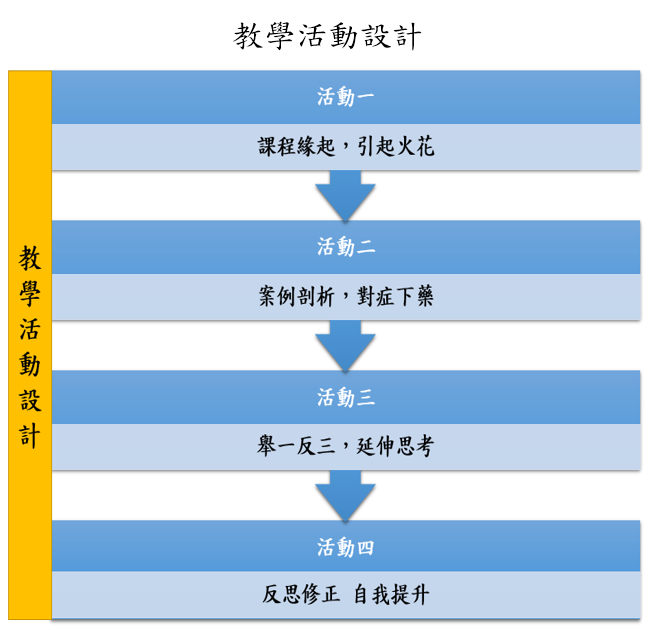 教學活動設計
教學活動設計
活動一
課程緣起，引起火花
活動二
案例剖析，對症下藥
活動三
舉一反三，延伸思考
活動四
反思修正 自我提升